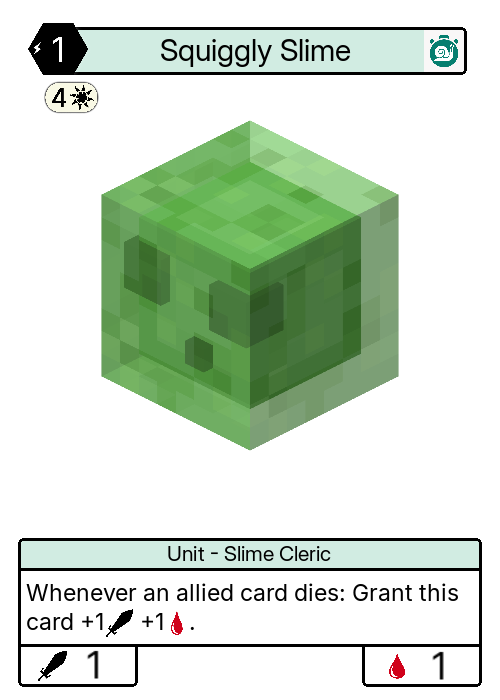 1 Squiggly Slime
4
Unit - Slime Cleric
Whenever an allied card dies: Grant this
card +1 +1 .
1 1